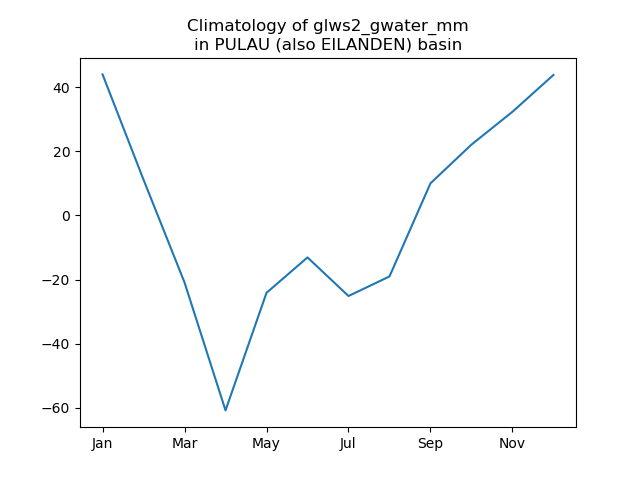 Climatology of glws2_gwater_mm
in PULAU (also EILANDEN) basin
40
20
0
−20
−40
−60
Jan Mar May Jul Sep Nov